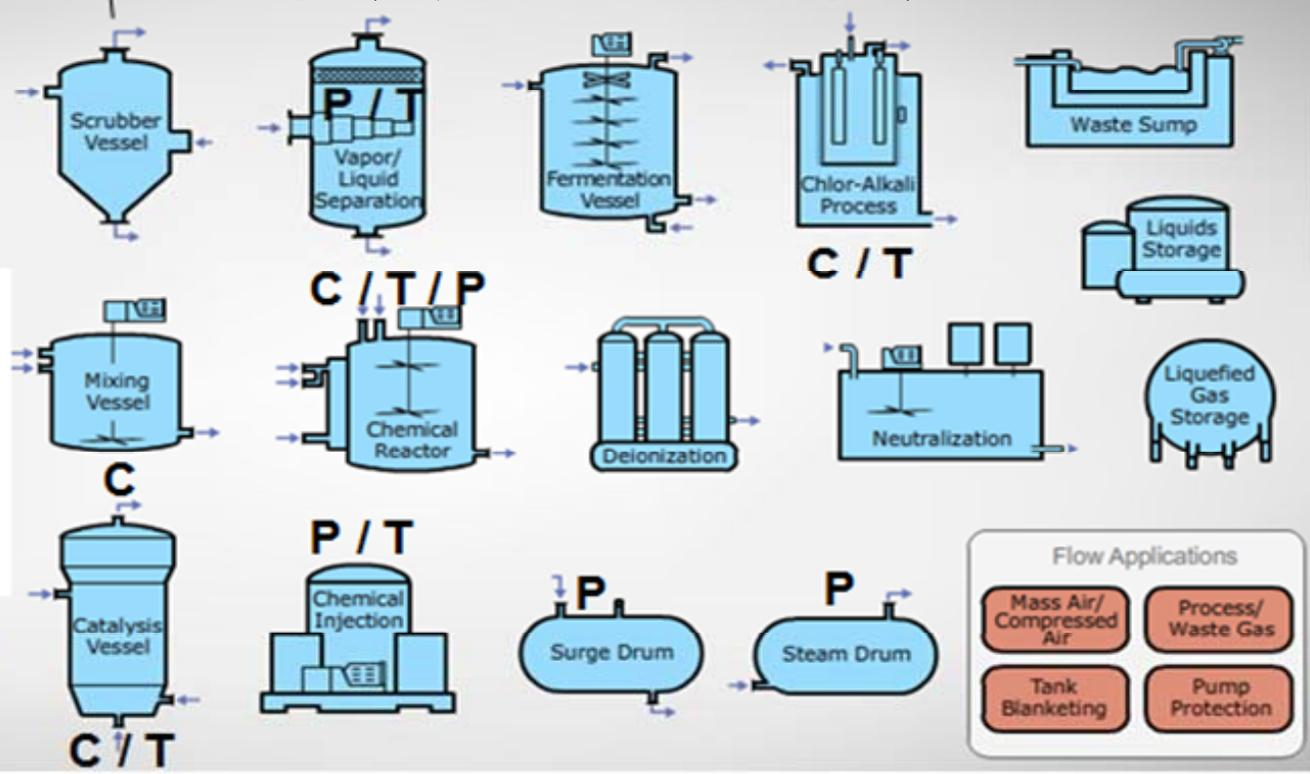 Scrubber
Vessel
P / T
Vapor/
Liquid
Separation
Fermentation
Vessel
Chlor-Alkali
Process
C / T
Waste Sump
Liquids
Storage
Mixing
Vessel
C
C / T / P
Chemical
Reactor
Deionization
Neutralization
Liquefied
Gas
Storage
Catalysis
Vessel
C / T
P / T
Chemical
Injection
P
Surge Drum
P
Steam Drum
Flow Applications
Mass Air/
Compressed
Air
Process/
Waste Gas
Tank
Blanketing
Pump
Protection